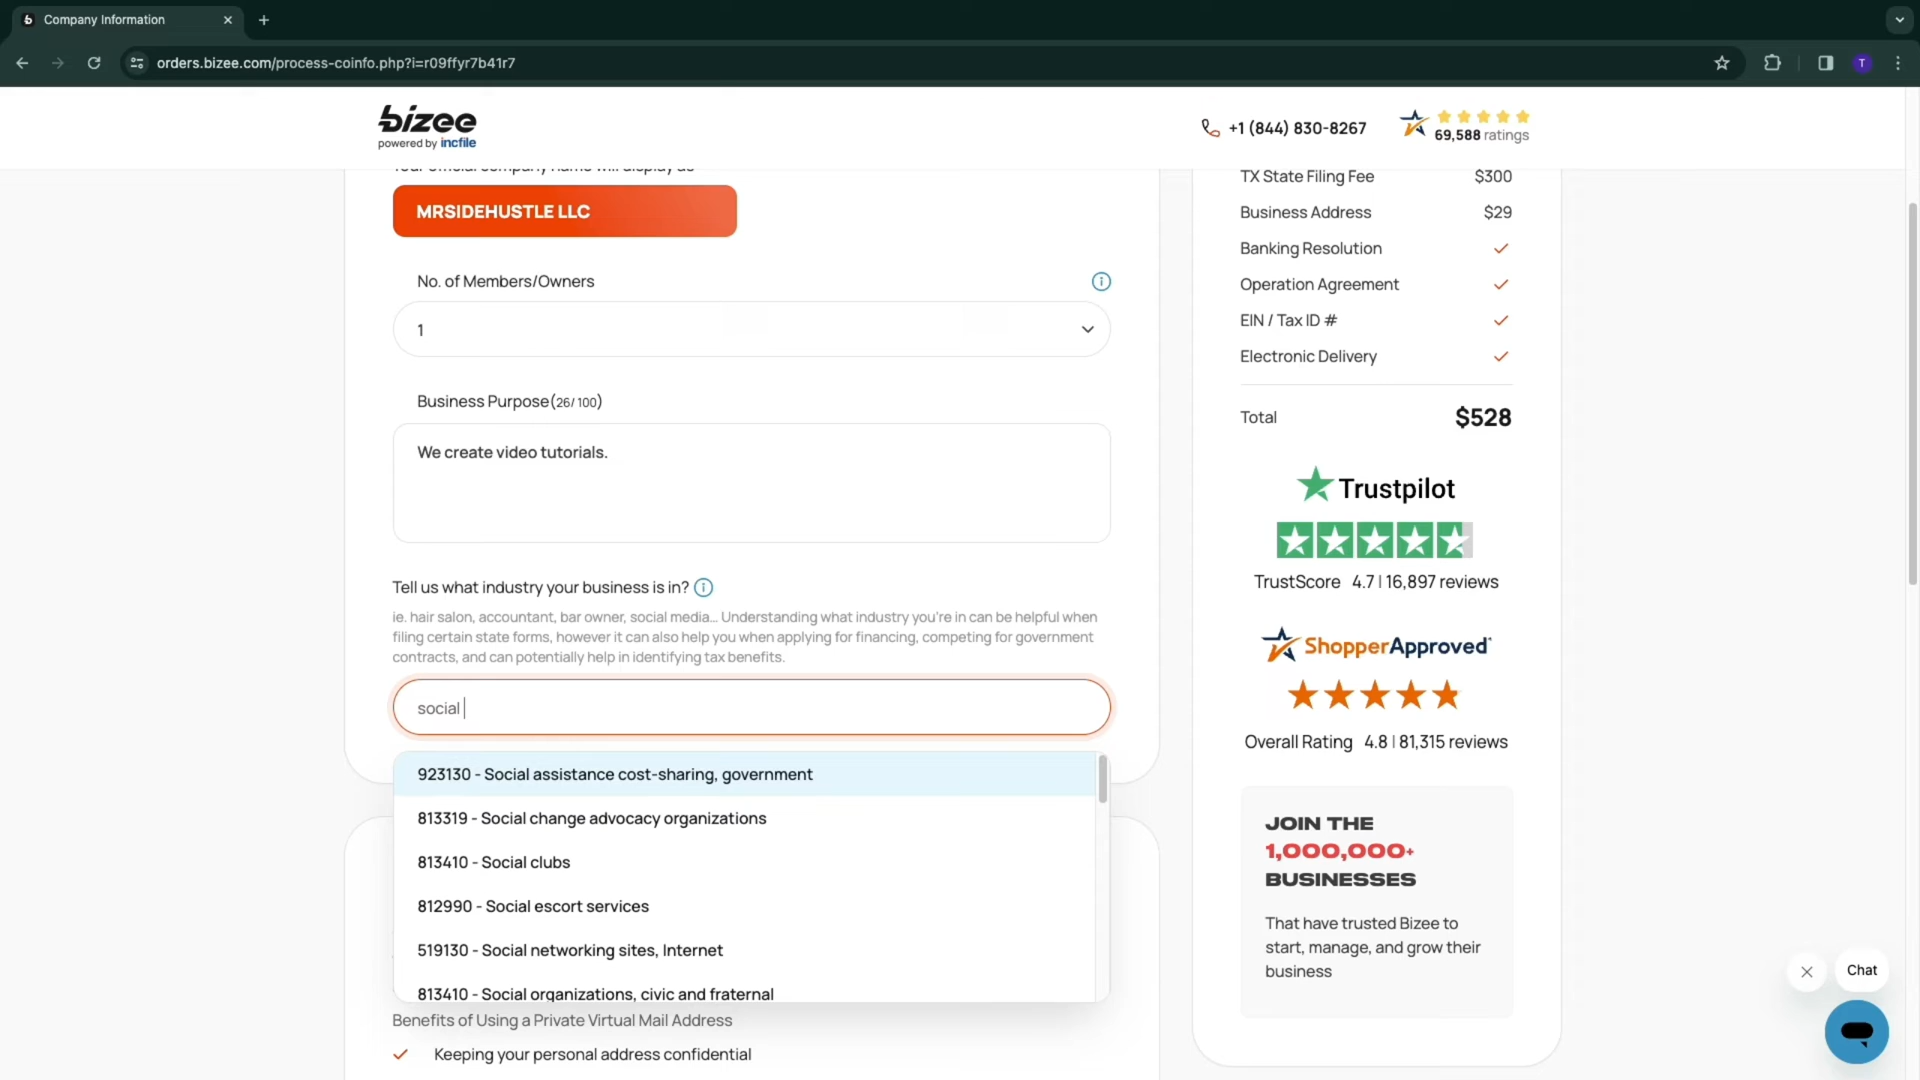 Company Information
orders.bizee.com/process-coinfo.php?i=r09ffyr7b41r7
T
bizee
powered by incfile
+1 (844) 830-8267
69,588 ratings
Your official company name will display as
MRSIDEHUSTLE LLC
No. of Members/Owners
1
Business Purpose(26/100)
We create video tutorials.
Tell us what industry your business is in?
ie. hair salon, accountant, bar owner, social media... Understanding what industry you're in can be helpful when
filing certain state forms, however it can also help you when applying for financing, competing for government
contracts, and can potentially help in identifying tax benefits.
social
923130 - Social assistance cost-sharing, government
813319 - Social change advocacy organizations
813410 - Social clubs
812990 - Social escort services
519130 - Social networking sites, Internet
813410 - Social organizations, civic and fraternal
Benefits of Using a Private Virtual Mail Address
Keeping your personal address confidential
TX State Filing Fee $300
Business Address $29
Banking Resolution
Operation Agreement
EIN / Tax ID #
Electronic Delivery
Total $528
Trustpilot
TrustScore 4.7 | 16,897 reviews
ShopperApproved
Overall Rating 4.8 | 81,315 reviews
JOIN THE
1,000,000+
BUSINESSES
That have trusted Bizee to
start, manage, and grow their
business
Chat